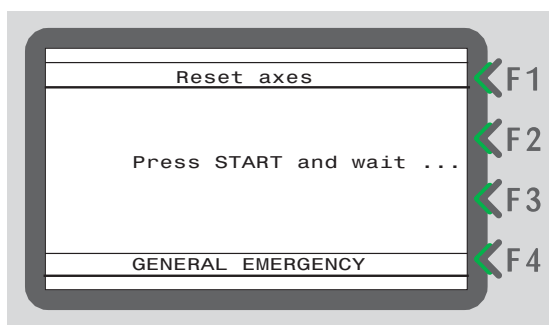 Reset axes
F1
F2
Press START and wait ...
F3
GENERAL EMERGENCY
F4